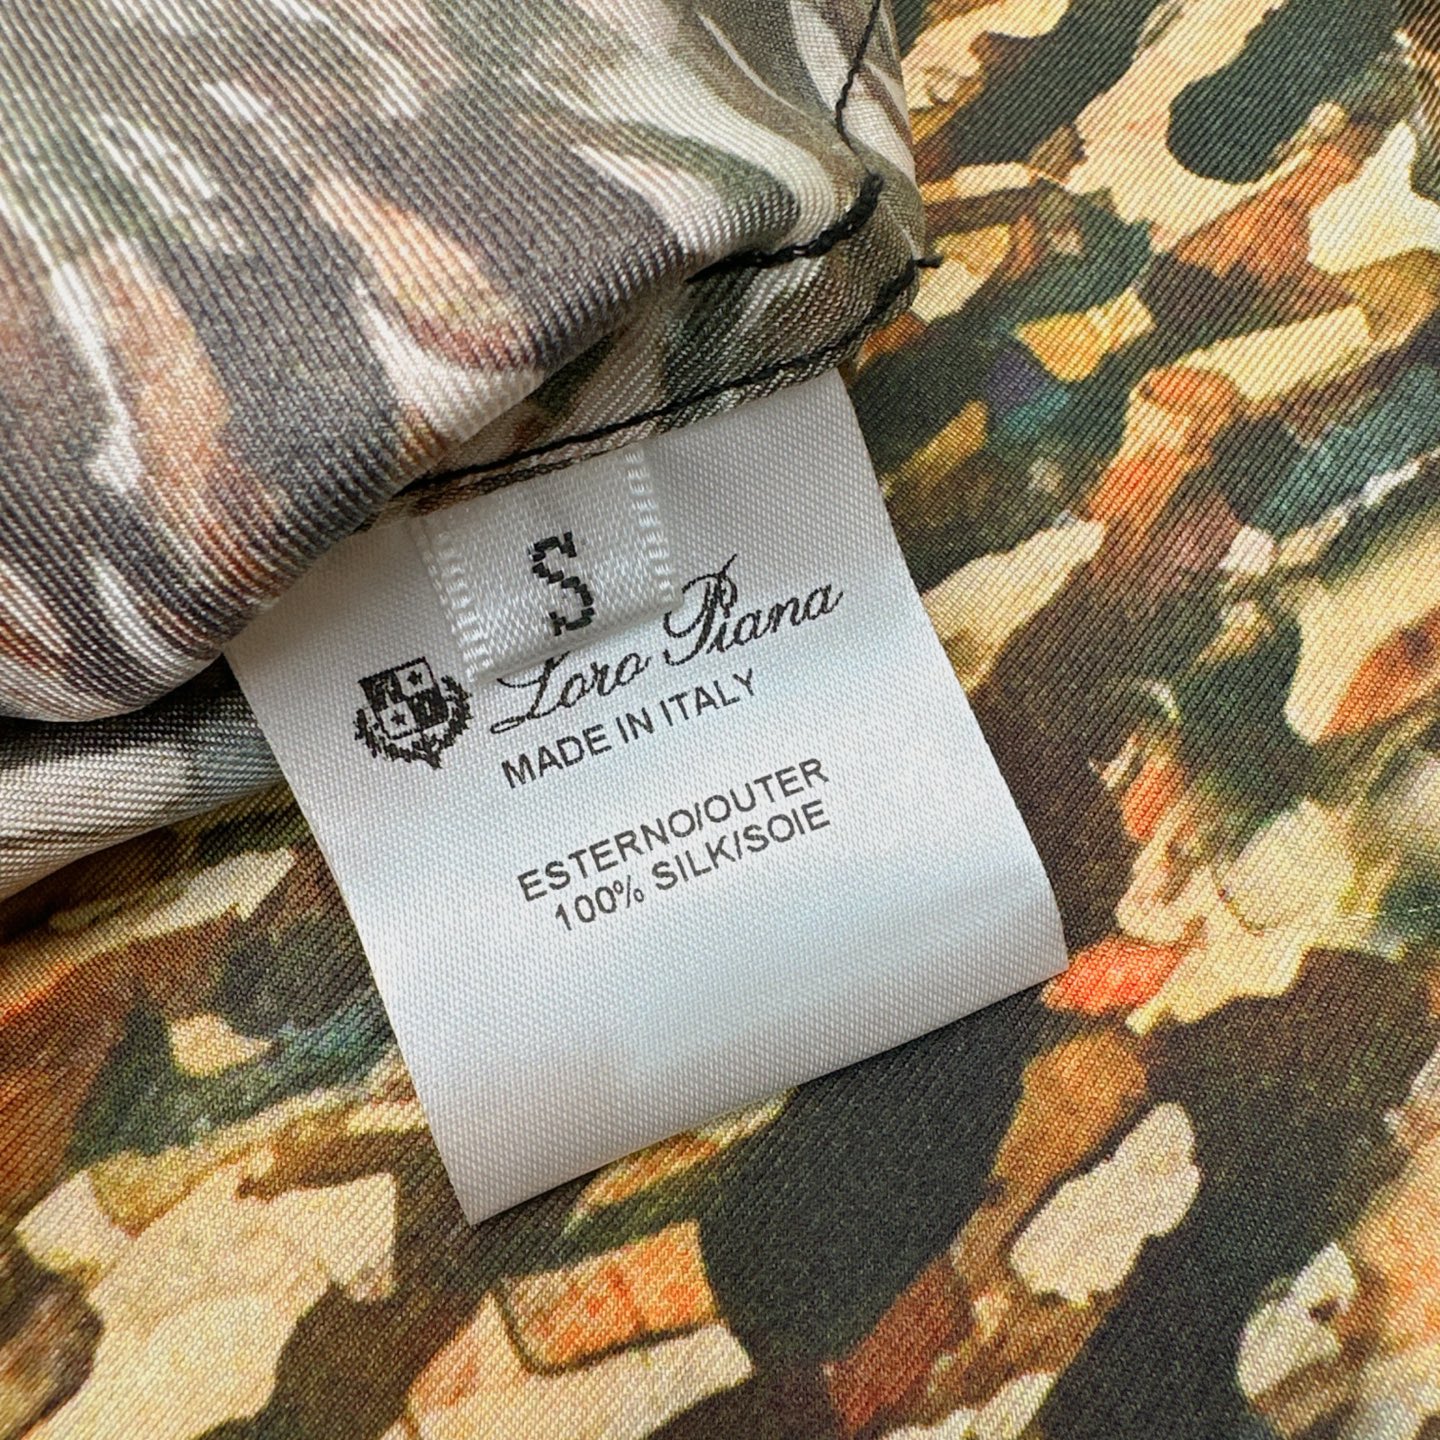 S
Loro Piana
MADE IN ITALY
ESTERNO/OUTER
100% SILK/SOIE